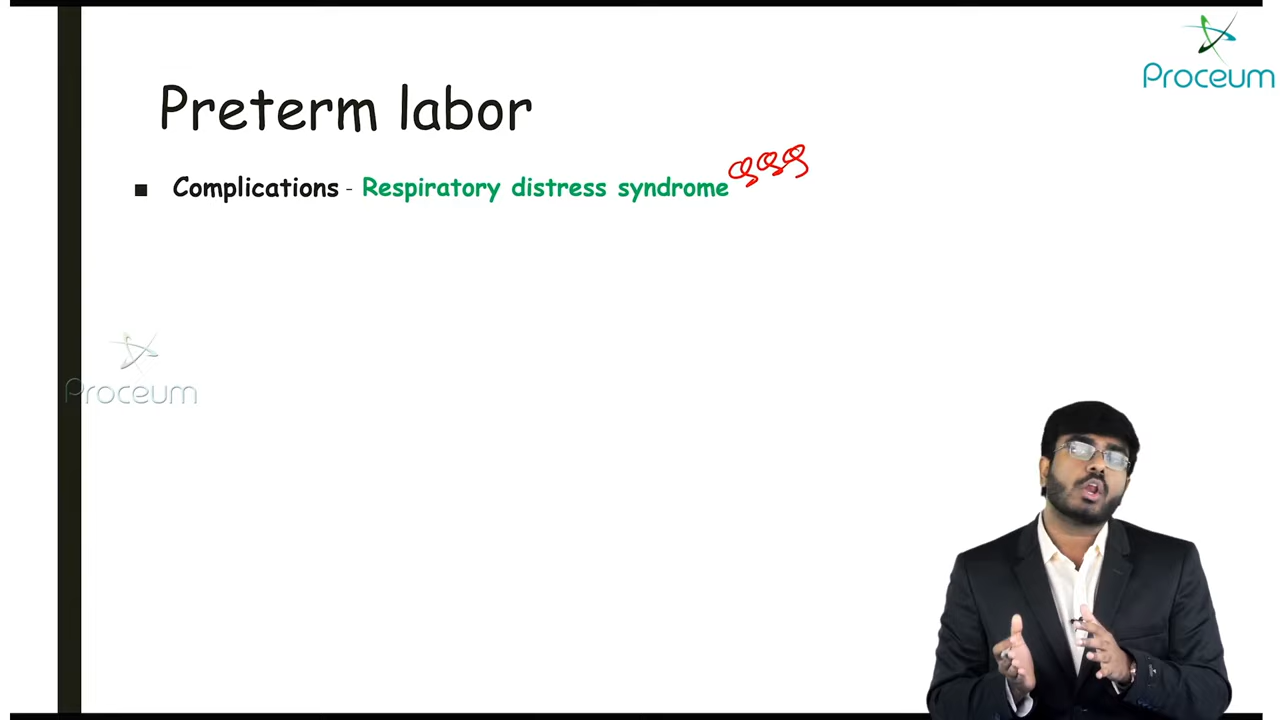 Proceum
Preterm labor
■ Complications - Respiratory distress syndrome
Proceum